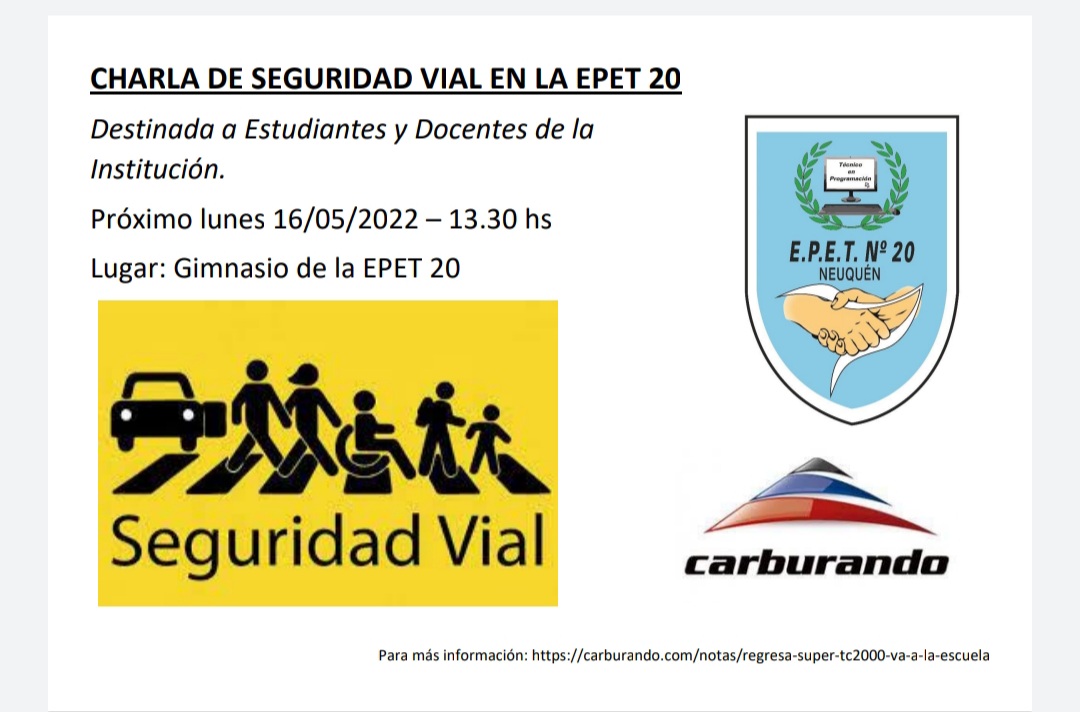 CHARLA DE SEGURIDAD VIAL EN LA EPET 20
Destinada a Estudiantes y Docentes de la
Institución.
Próximo lunes 16/05/2022 – 13.30 hs
Lugar: Gimnasio de la EPET 20
Técnico
en
Programación
E.P.E.T. Nº 20
NEUQUÉN
Seguridad Vial
carburando
Para más información: https://carburando.com/notas/regresa-super-tc2000-va-a-la-escuela